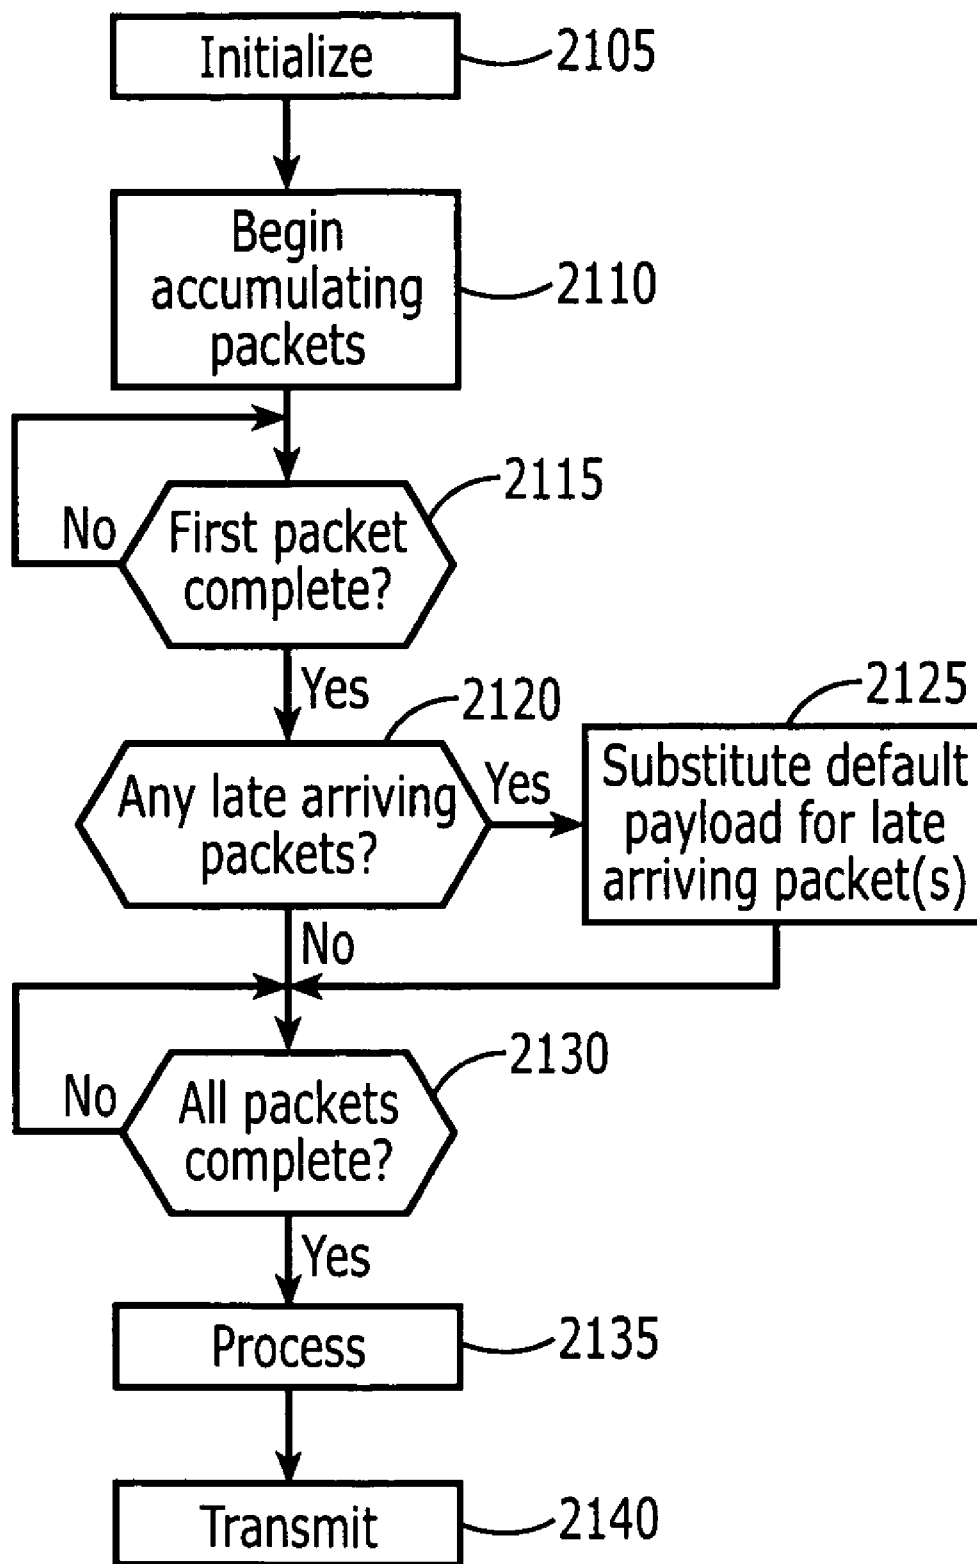 Initialize
2105
Begin
accumulating
packets
2110
2115
No
First packet
complete?
Yes
2120
2125
Any late arriving
packets?
Yes
Substitute default
payload for late
arriving packet(s)
No
2130
No
All packets
complete?
Yes
Process
2135
Transmit
2140